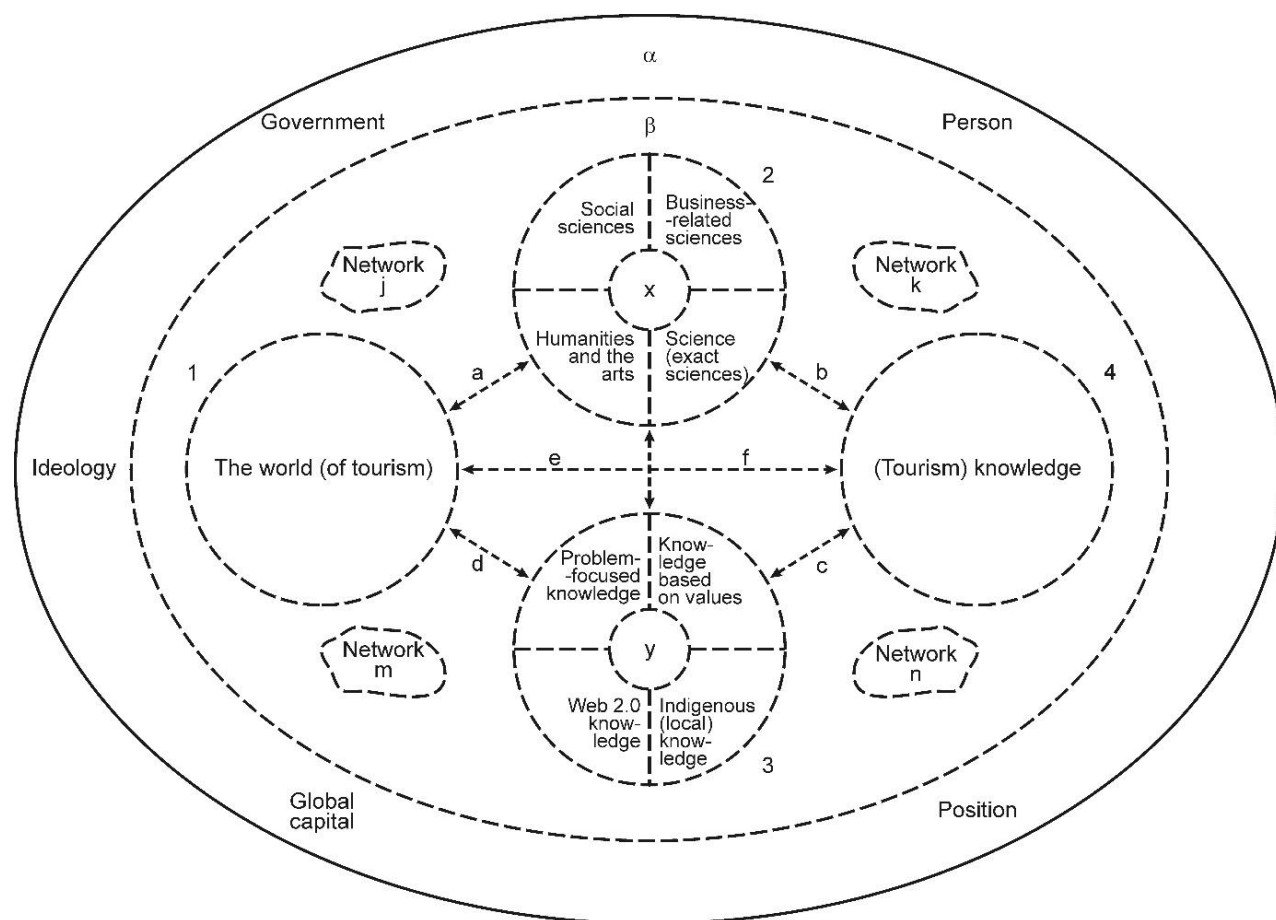 α
Government
Person
β
2
Social
sciences
Business-
-related
sciences
Network
j
x
Network
k
Humanities
and the
arts
Science
(exact
sciences)
1
a
b
4
Ideology
The world (of tourism)
e
f
(Tourism) knowledge
d
c
Problem-
-focused
knowledge
Know-
ledge
based
on values
Network
m
y
Network
n
Web 2.0
know-
ledge
Indigenous
(local)
know-
ledge
3
Global
capital
Position